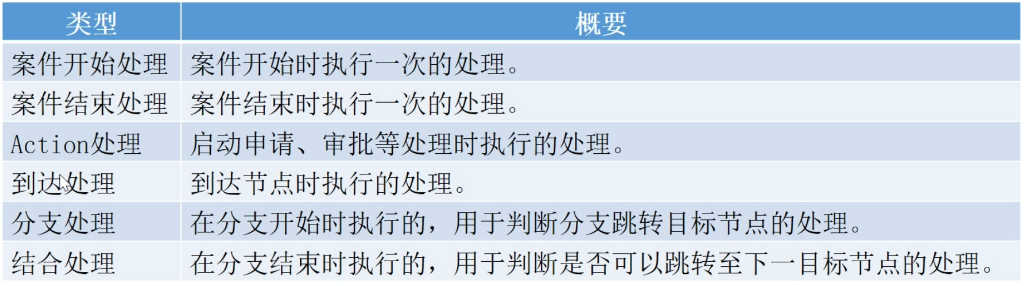 类型 概要
案件开始处理 案件开始时执行一次的处理。
案件结束处理 案件结束时执行一次的处理。
Action处理 启动申请、审批等处理时执行的处理。
到达处理 到达节点时执行的处理。
分支处理 在分支开始时执行的，用于判断分支跳转目标节点的处理。
结合处理 在分支结束时执行的，用于判断是否可以跳转至下一目标节点的处理。